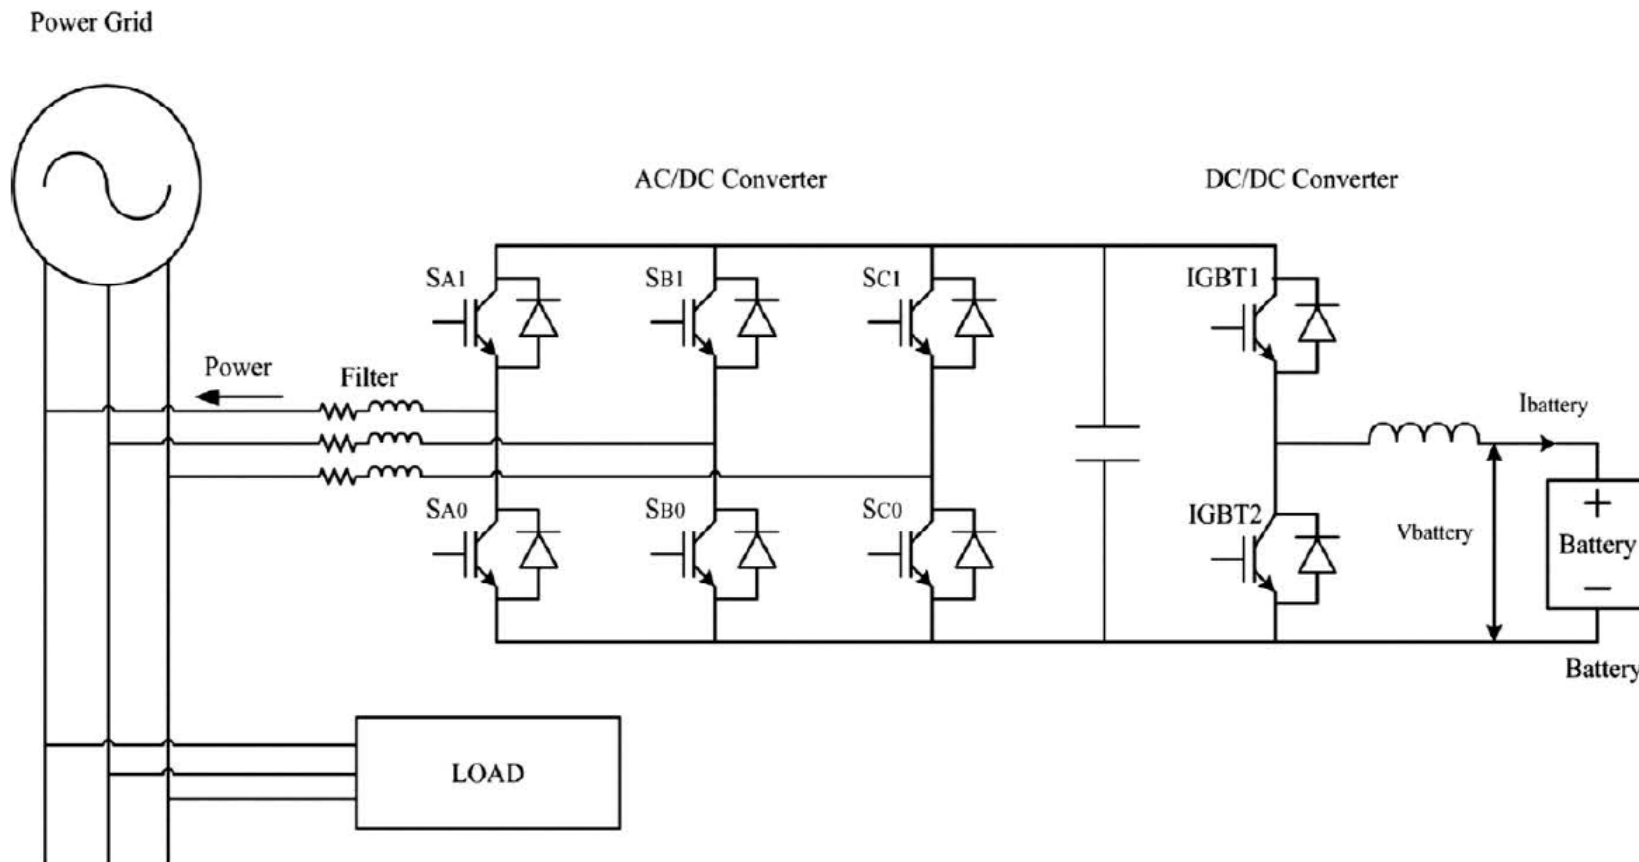 Power Grid
AC/DC Converter
DC/DC Converter
SA1
SB1
SC1
IGBT1
Power
Filter
Ibattery
SA0
SB0
SC0
IGBT2
Vbattery
+
Battery
−
Battery
LOAD